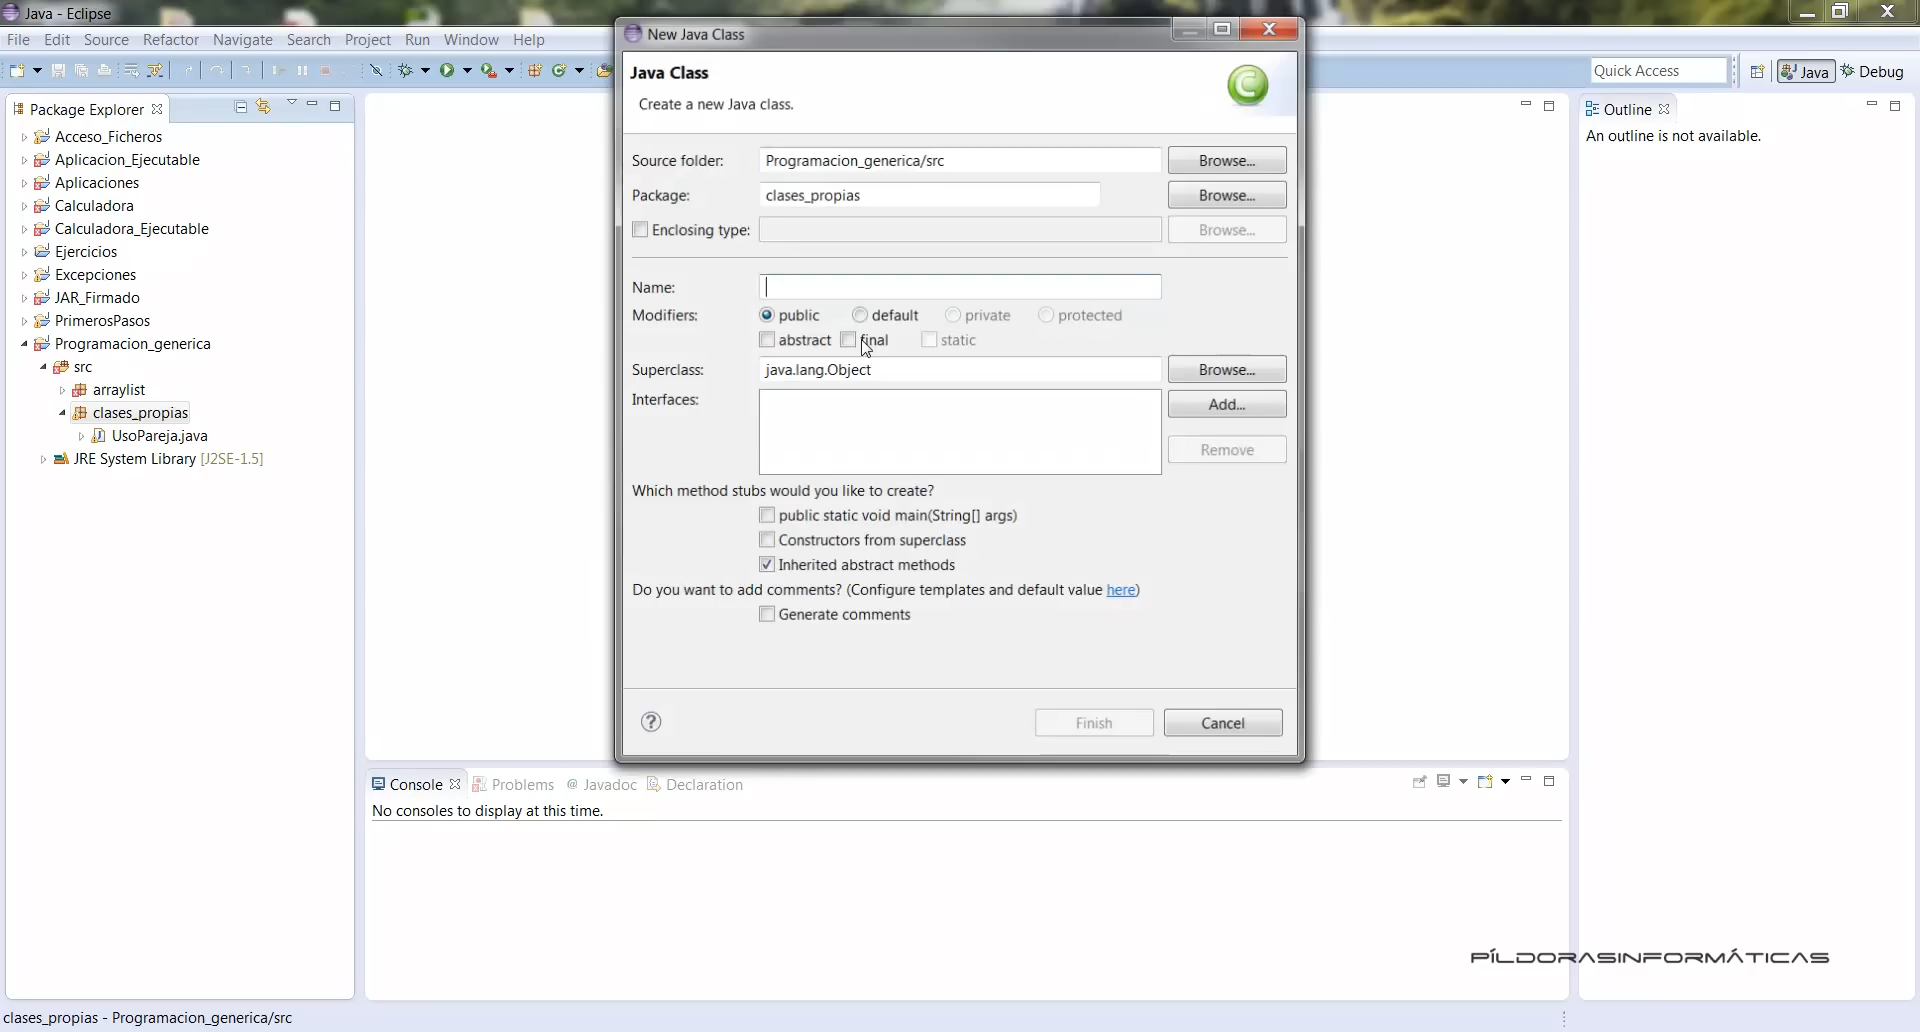 Java - Eclipse
File Edit Source Refactor Navigate Search Project Run Window Help
Quick Access
Java
Debug
Package Explorer
Acceso_Ficheros
Aplicacion_Ejecutable
Aplicaciones
Calculadora
Calculadora_Ejecutable
Ejercicios
Excepciones
JAR_Firmado
PrimerosPasos
Programacion_generica
src
arraylist
clases_propias
UsoPareja.java
JRE System Library [J2SE-1.5]
New Java Class
Java Class
Create a new Java class.
C
Source folder: Programacion_generica/src Browse...
Package: clases_propias Browse...
Enclosing type: Browse...
Name:
Modifiers: public default private protected
abstract final static
Superclass: java.lang.Object Browse...
Interfaces: Add...
Remove
Which method stubs would you like to create?
public static void main(String[] args)
Constructors from superclass
Inherited abstract methods
Do you want to add comments? (Configure templates and default value here)
Generate comments
?
Finish Cancel
Outline
An outline is not available.
Console Problems @ Javadoc Declaration
No consoles to display at this time.
PÍLDORASINFORMÁTICAS
clases_propias - Programacion_generica/src